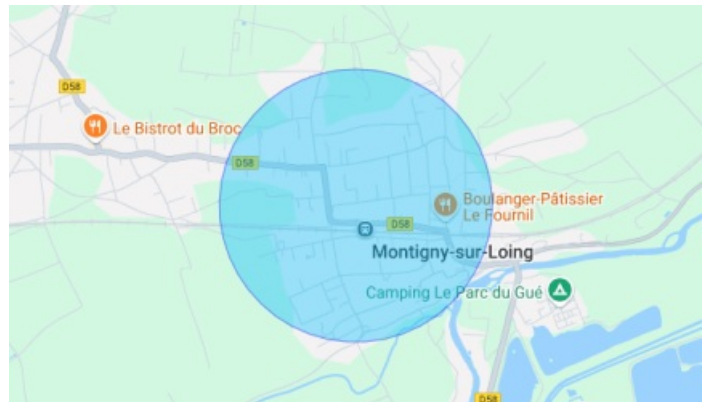 D58
Le Bistrot du Broc
D58
Boulanger-Pâtissier
Le Fournil
D58
Montigny-sur-Loing
Camping Le Parc du Gué
D58